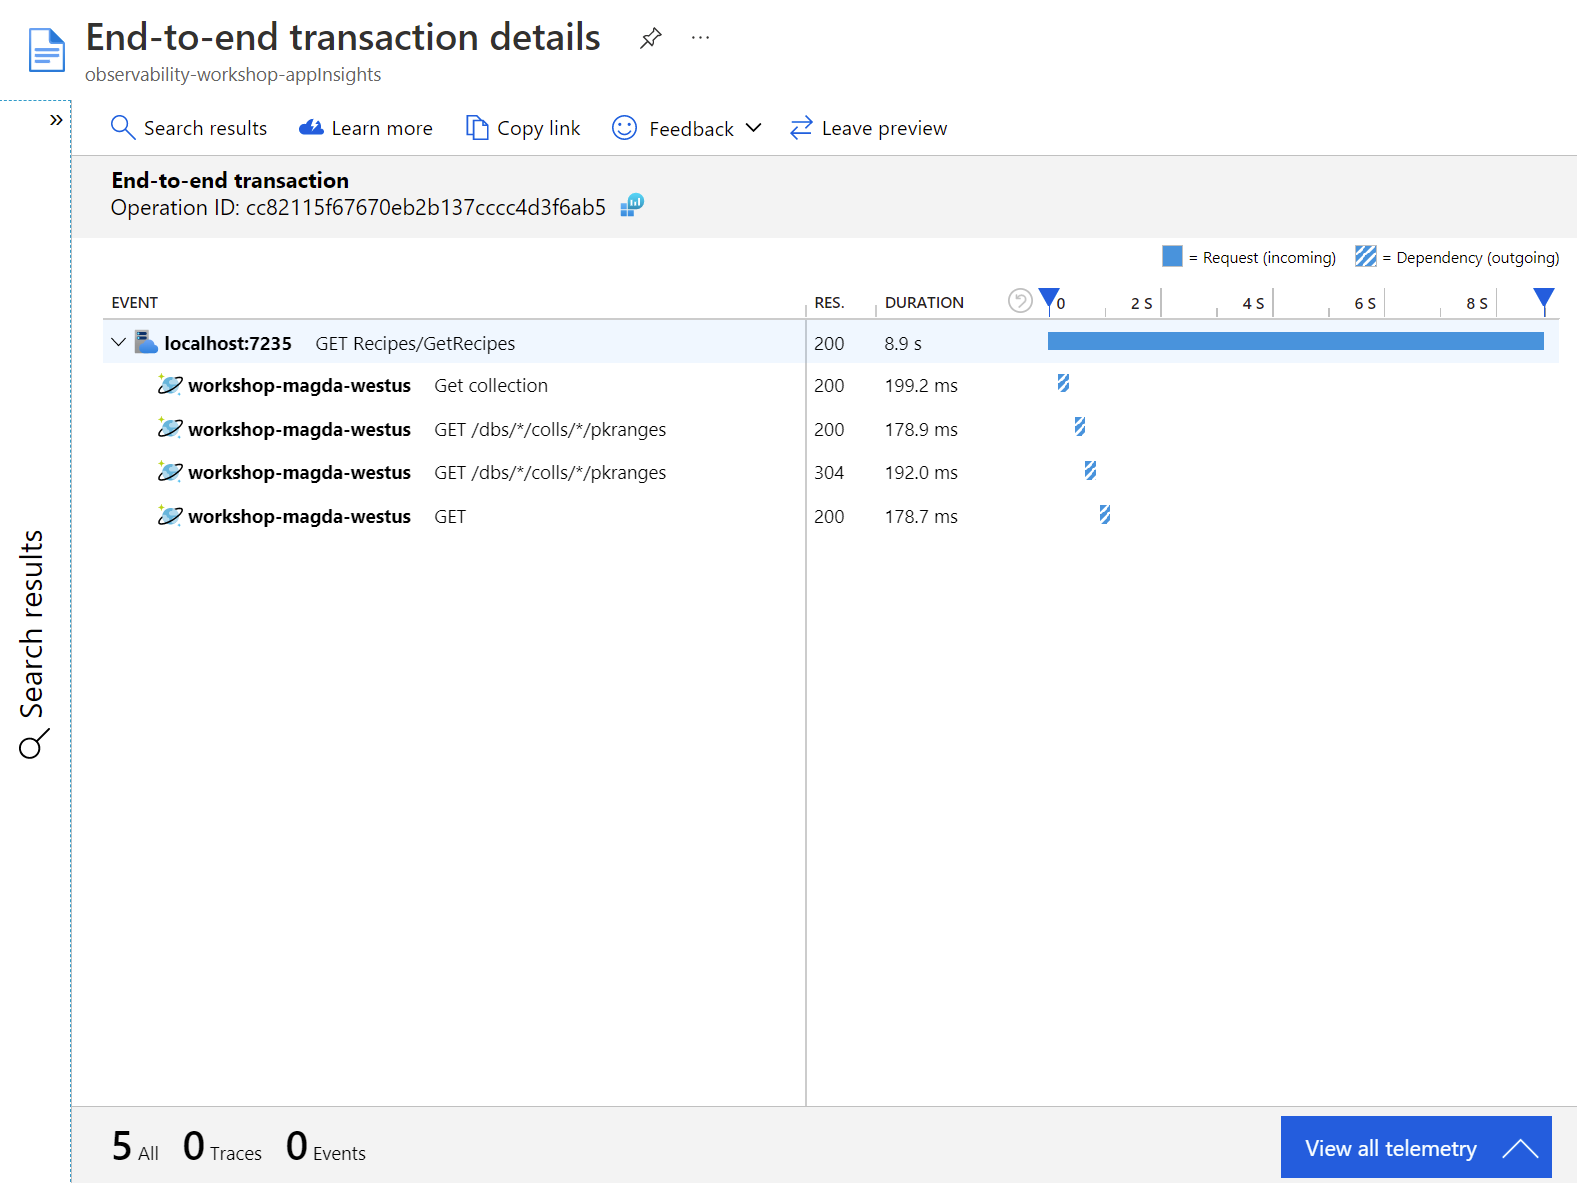 End-to-end transaction details
observability-workshop-appInsights
Search results Learn more Copy link Feedback Leave preview
End-to-end transaction
Operation ID: cc82115f67670eb2b137cccc4d3f6ab5
= Request (incoming) = Dependency (outgoing)
EVENT RES. DURATION 0 2 S 4 S 6 S 8 S
localhost:7235 GET Recipes/GetRecipes 200 8.9 s
workshop-magda-westus Get collection 200 199.2 ms
workshop-magda-westus GET /dbs/*/colls/*/pkranges 200 178.9 ms
workshop-magda-westus GET /dbs/*/colls/*/pkranges 304 192.0 ms
workshop-magda-westus GET 200 178.7 ms
Search results
5 All 0 Traces 0 Events
View all telemetry